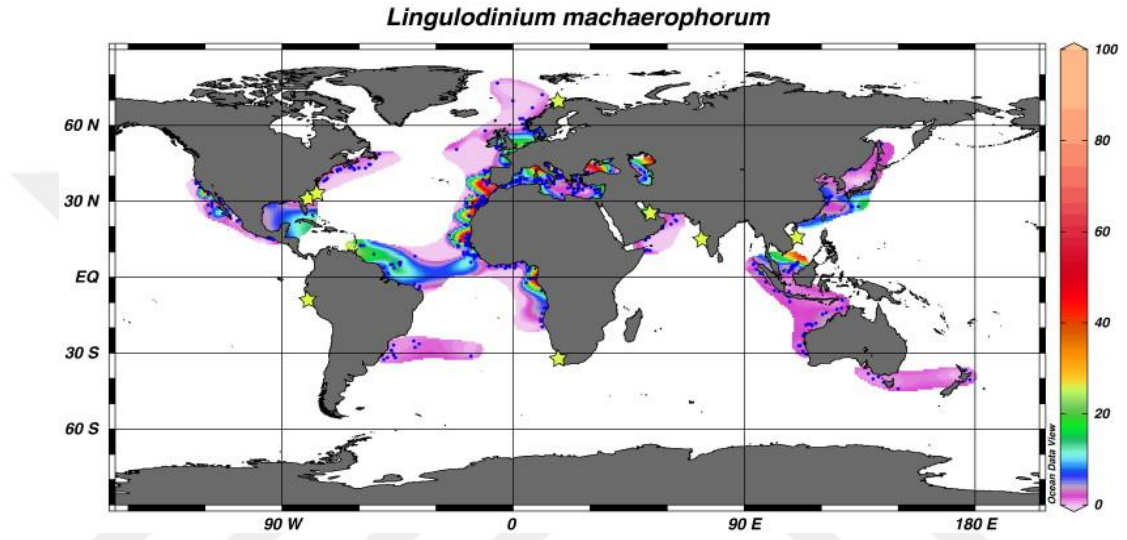 Lingulodinium machaerophorum
100
80
60
40
20
0
60 N
30 N
EQ
30 S
60 S
90 W
0
90 E
180 E
Ocean Data View